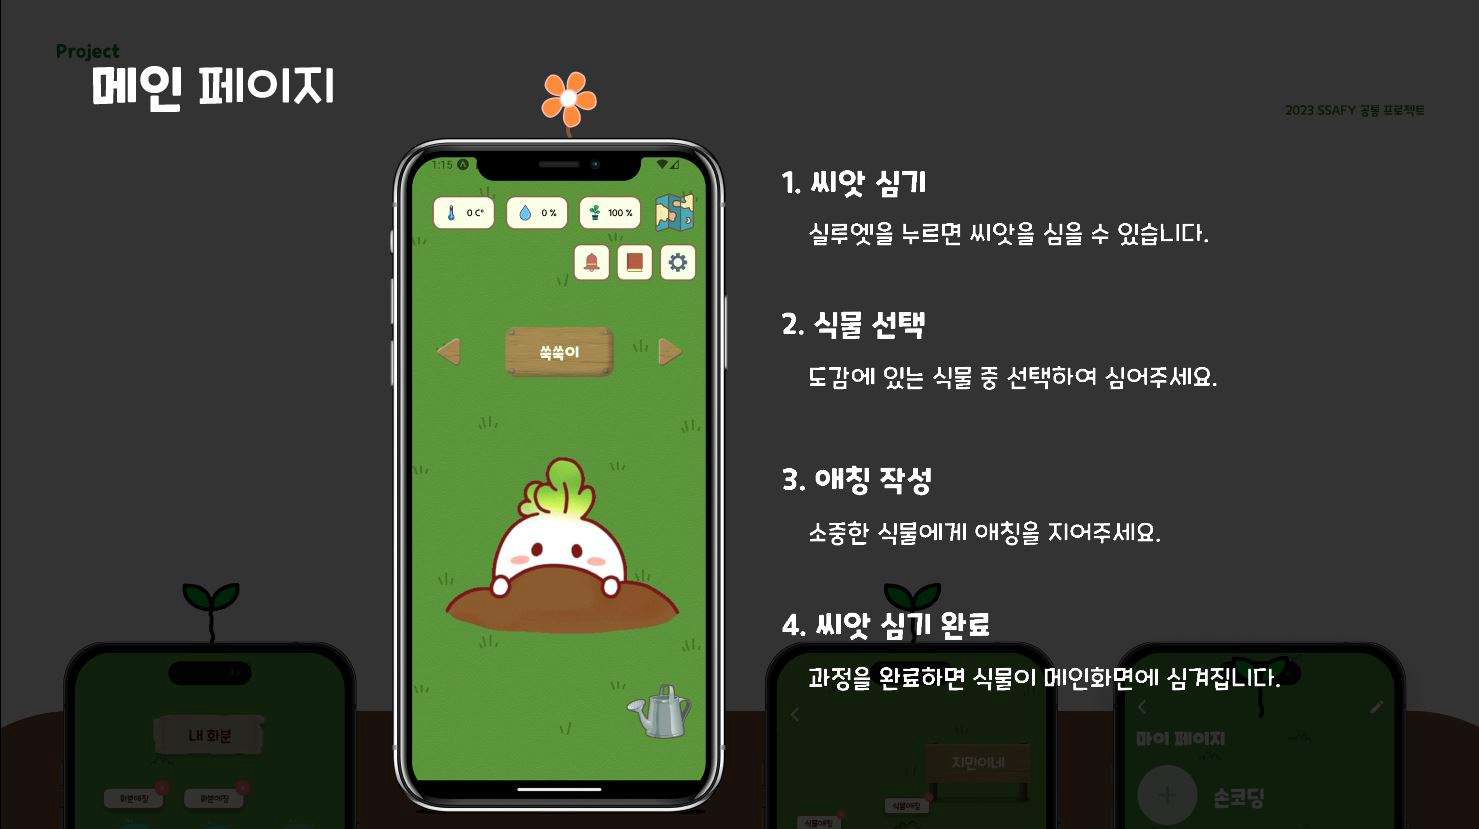 Project
메인 페이지
2023 SSAFY 공통 프로젝트
1:15
0 C°
0 %
100 %
쑥쑥이
1. 씨앗 심기
실루엣을 누르면 씨앗을 심을 수 있습니다.
2. 식물 선택
도감에 있는 식물 중 선택하여 심어주세요.
3. 애칭 작성
소중한 식물에게 애칭을 지어주세요.
4. 씨앗 심기 완료
과정을 완료하면 식물이 메인화면에 심겨집니다.
내 화분
화분애칭
화분애칭
지민이네
식물애칭
식물애칭
마이 페이지
손코딩